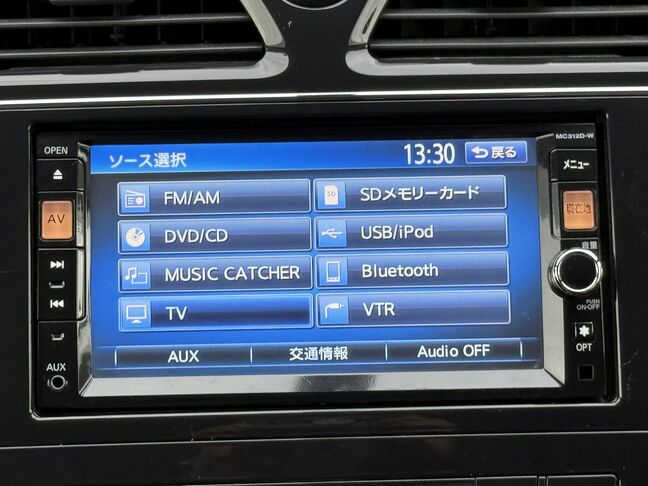 MC312D-W
OPEN
ソース選択
13:30
戻る
メニュー
AV
現在地
FM/AM
SD
SDメモリーカード
DVD/CD
USB/iPod
音量
MUSIC CATCHER
Bluetooth
PUSH
ON-OFF
TV
VTR
AUX
交通情報
Audio OFF
OPT
AUX